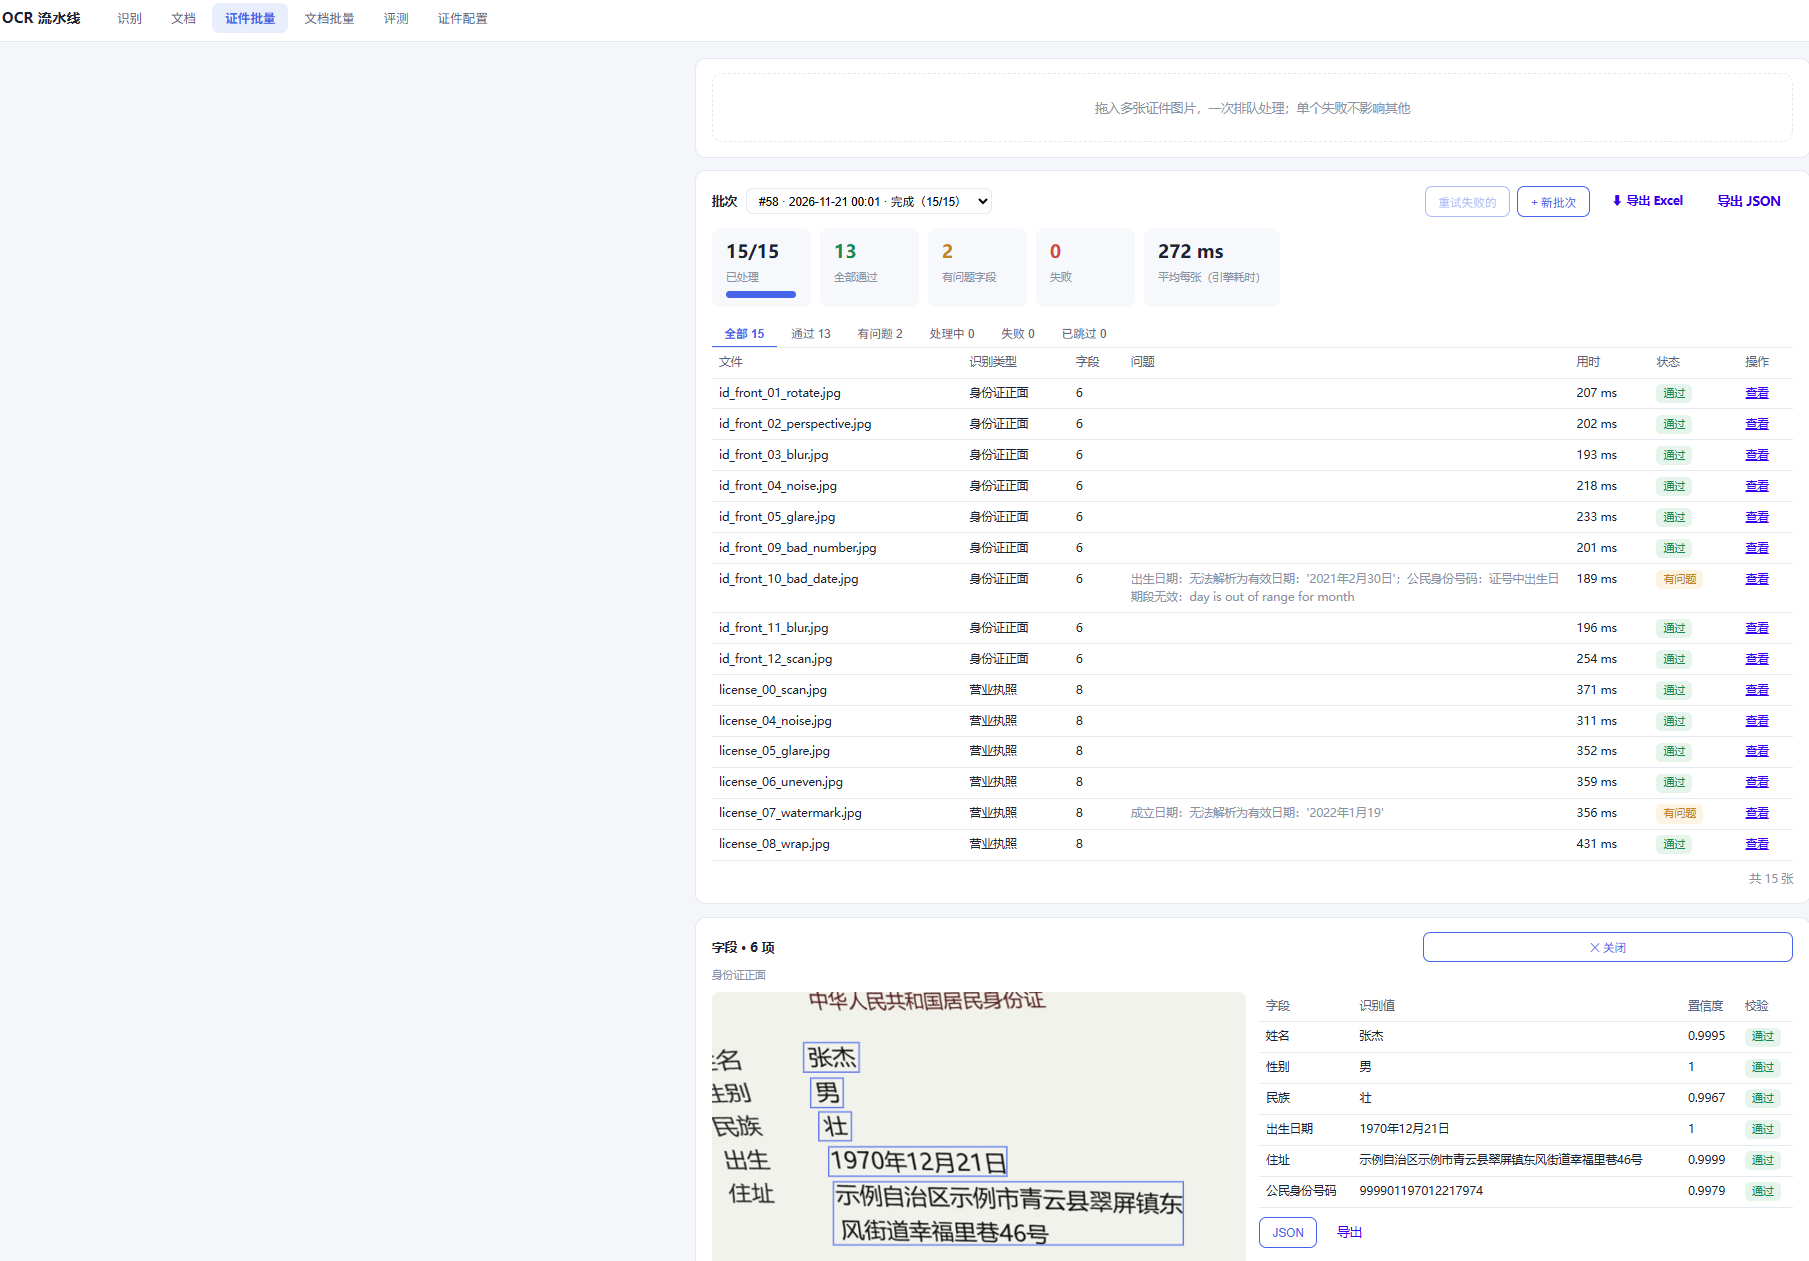 OCR 流水线 识别 文档 证件批量 文档批量 评测 证件配置
拖入多张证件图片，一次排队处理；单个失败不影响其他
批次 #58 · 2026-11-21 00:01 · 完成（15/15） 重试失败的 + 新批次 ⬇ 导出 Excel 导出 JSON
15/15 13 2 0 272 ms
已处理 全部通过 有问题字段 失败 平均每张（引擎耗时）
全部 15 通过 13 有问题 2 处理中 0 失败 0 已跳过 0
文件 识别类型 字段 问题 用时 状态 操作
id_front_01_rotate.jpg 身份证正面 6 207 ms 通过 查看
id_front_02_perspective.jpg 身份证正面 6 202 ms 通过 查看
id_front_03_blur.jpg 身份证正面 6 193 ms 通过 查看
id_front_04_noise.jpg 身份证正面 6 218 ms 通过 查看
id_front_05_glare.jpg 身份证正面 6 233 ms 通过 查看
id_front_09_bad_number.jpg 身份证正面 6 201 ms 通过 查看
id_front_10_bad_date.jpg 身份证正面 6 出生日期：无法解析为有效日期：'2021年2月30日'；公民身份号码：证号中出生日 189 ms 有问题 查看
期段无效：day is out of range for month
id_front_11_blur.jpg 身份证正面 6 196 ms 通过 查看
id_front_12_scan.jpg 身份证正面 6 254 ms 通过 查看
license_00_scan.jpg 营业执照 8 371 ms 通过 查看
license_04_noise.jpg 营业执照 8 311 ms 通过 查看
license_05_glare.jpg 营业执照 8 352 ms 通过 查看
license_06_uneven.jpg 营业执照 8 359 ms 通过 查看
license_07_watermark.jpg 营业执照 8 成立日期：无法解析为有效日期：'2022年1月19' 356 ms 有问题 查看
license_08_wrap.jpg 营业执照 8 431 ms 通过 查看
共 15 张
字段 • 6 项 ✕ 关闭
身份证正面
中华人民共和国居民身份证
姓名 张杰
性别 男
民族 壮
出生 1970年12月21日
住址 示例自治区示例市青云县翠屏镇东
风街道幸福里巷46号
字段 识别值 置信度 校验
姓名 张杰 0.9995 通过
性别 男 1 通过
民族 壮 0.9967 通过
出生日期 1970年12月21日 1 通过
住址 示例自治区示例市青云县翠屏镇东风街道幸福里巷46号 0.9999 通过
公民身份号码 999901197012217974 0.9979 通过
JSON 导出